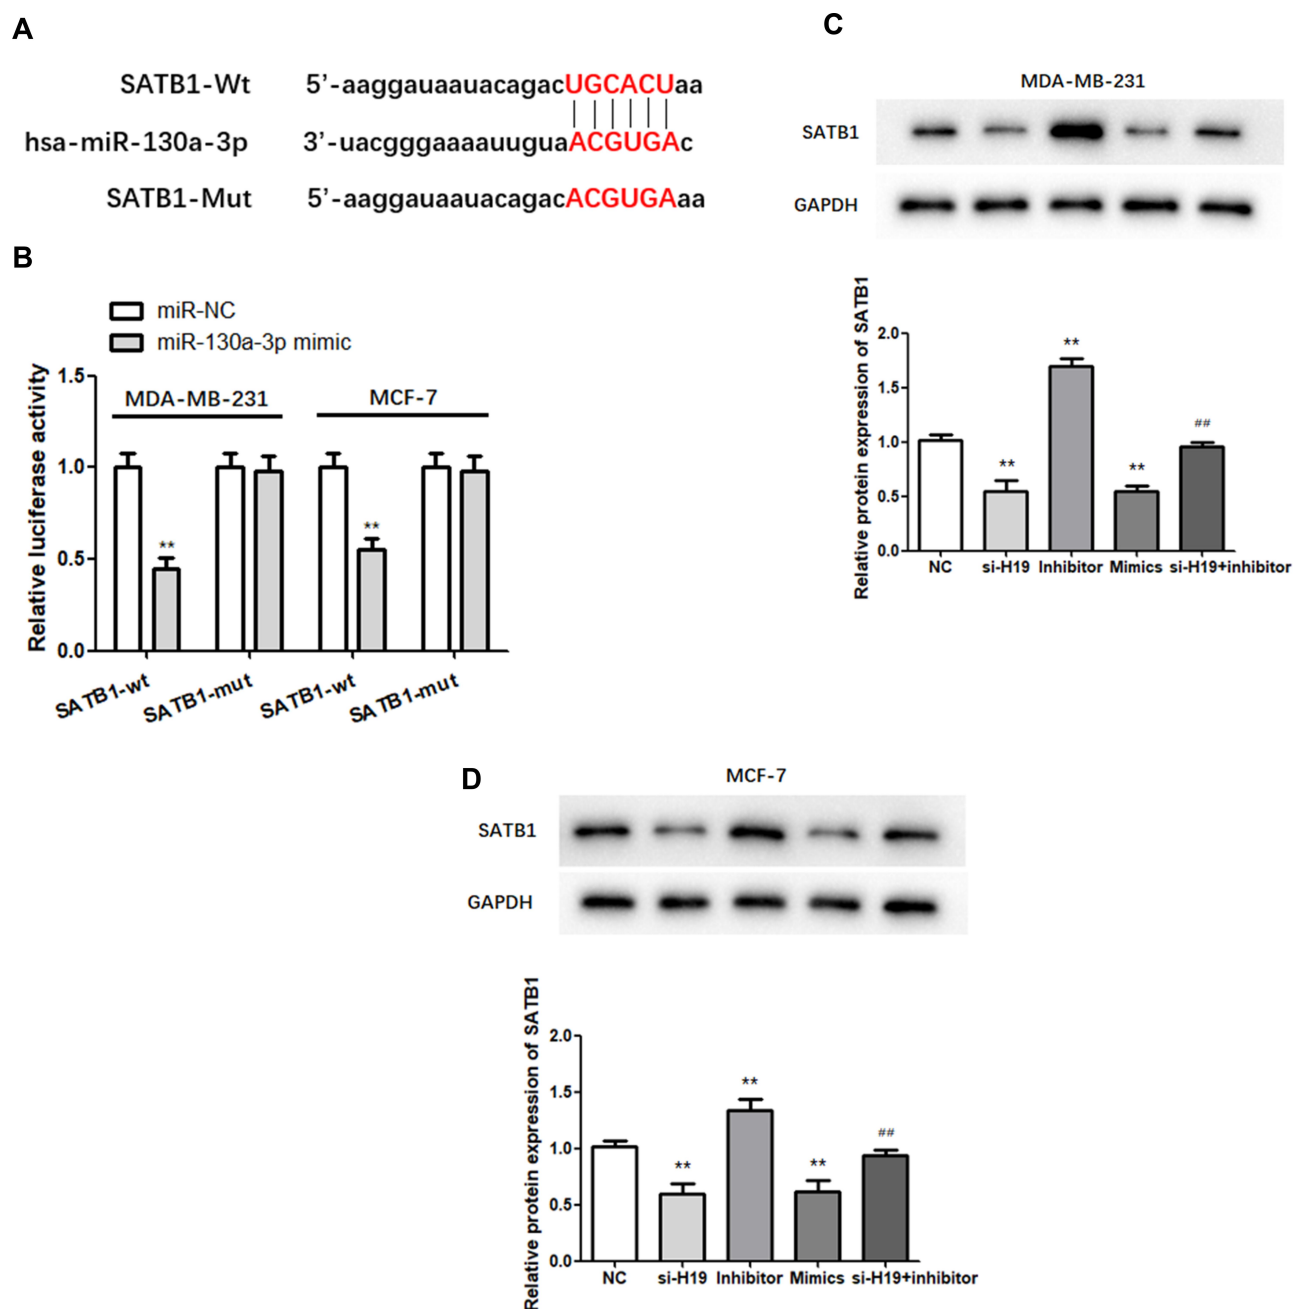 A
SATB1-Wt 5’-aaggauaauacagacUGCACUaa
hsa-miR-130a-3p 3’-uacgggaaaauuguaACGUGAc
SATB1-Mut 5’-aaggauaauacagacACGUGAaa
B
miR-NC
miR-130a-3p mimic
Relative luciferase activity
1.5
1.0
0.5
0.0
MDA-MB-231
MCF-7
**
**
SATB1-wt
SATB1-mut
SATB1-wt
SATB1-mut
C
MDA-MB-231
SATB1
GAPDH
Relative protein expression of SATB1
2.0
1.5
1.0
0.5
0.0
**
**
**
##
NC si-H19 Inhibitor Mimics si-H19+inhibitor
D
MCF-7
SATB1
GAPDH
Relative protein expression of SATB1
2.0
1.5
1.0
0.5
0.0
**
**
**
##
NC si-H19 Inhibitor Mimics si-H19+inhibitor